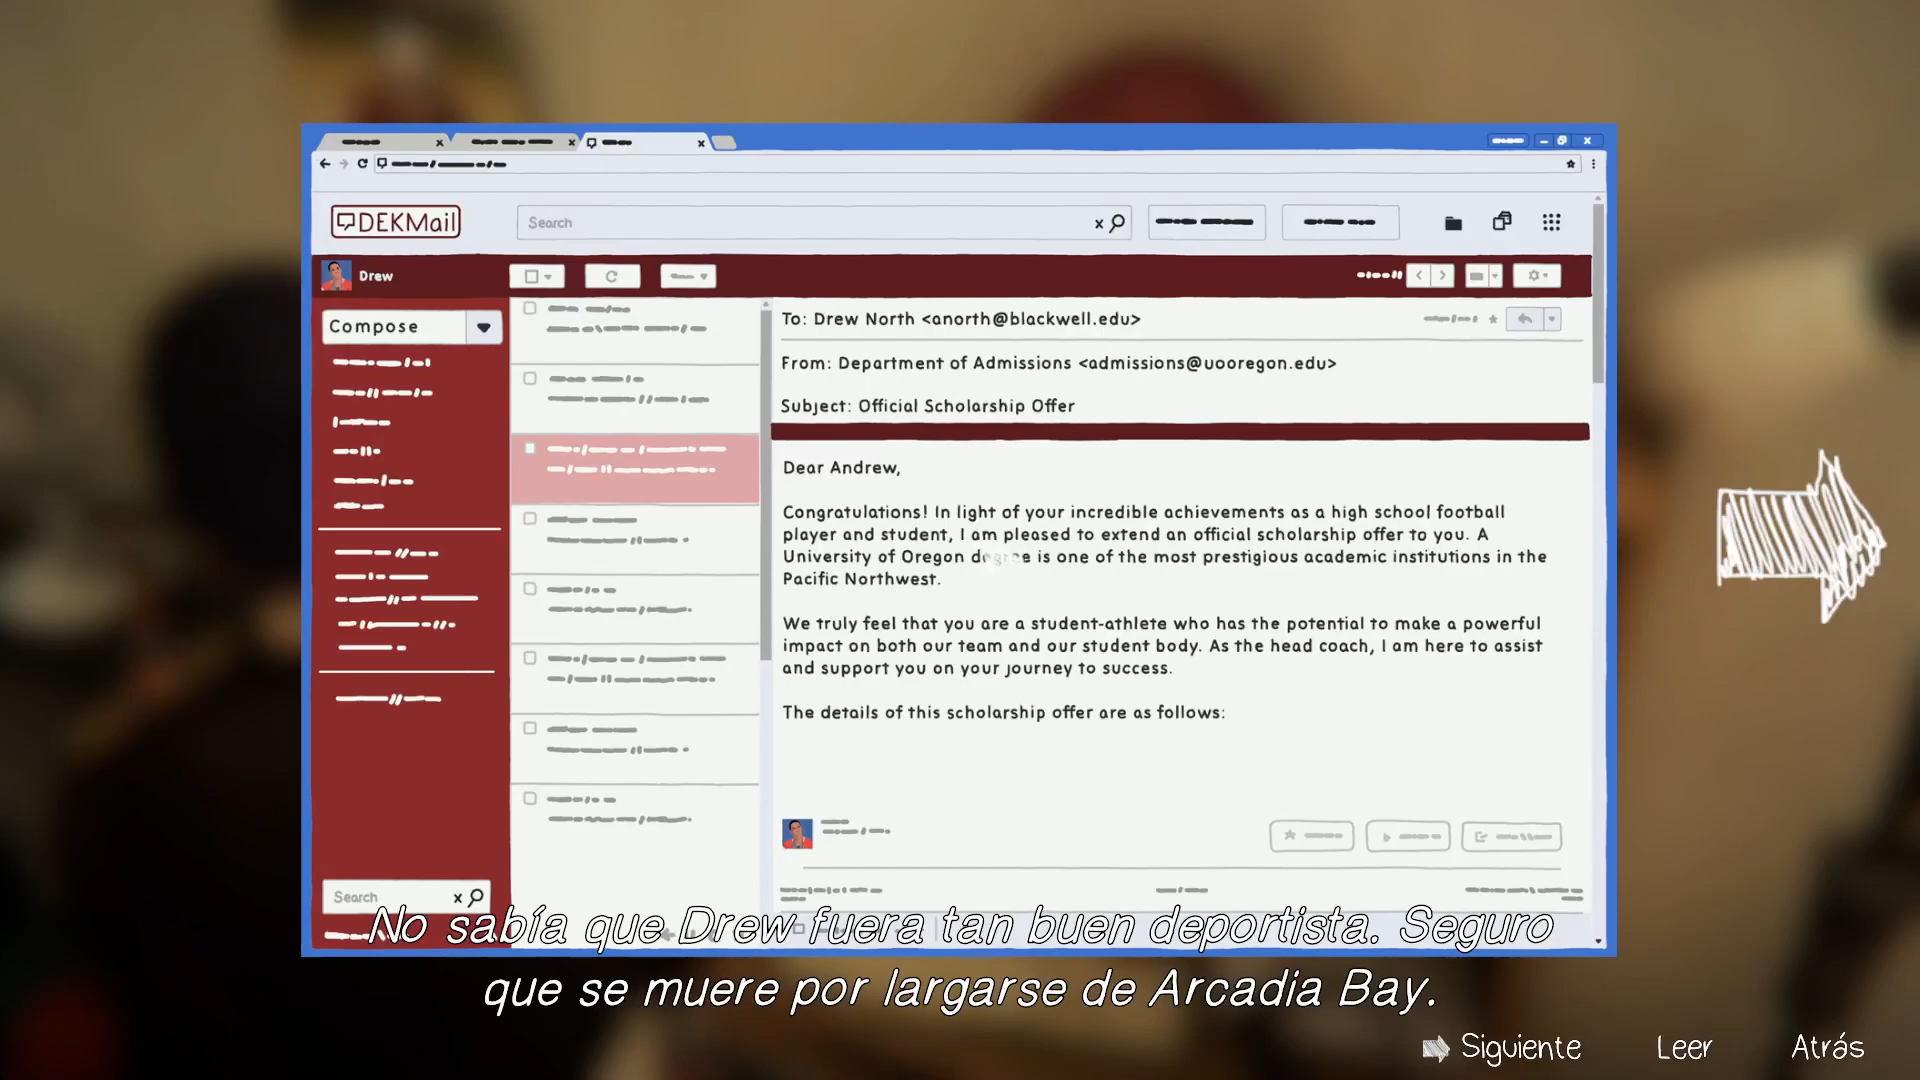 DEKMail
Search
Drew
Compose
To: Drew North <anorth@blackwell.edu>
From: Department of Admissions <admissions@uooregon.edu>
Subject: Official Scholarship Offer
Dear Andrew,
Congratulations! In light of your incredible achievements as a high school football
player and student, I am pleased to extend an official scholarship offer to you. A
University of Oregon degree is one of the most prestigious academic institutions in the
Pacific Northwest.
We truly feel that you are a student-athlete who has the potential to make a powerful
impact on both our team and our student body. As the head coach, I am here to assist
and support you on your journey to success.
The details of this scholarship offer are as follows:
Search
No sabía que Drew fuera tan buen deportista. Seguro
que se muere por largarse de Arcadia Bay.
Siguiente Leer Atrás